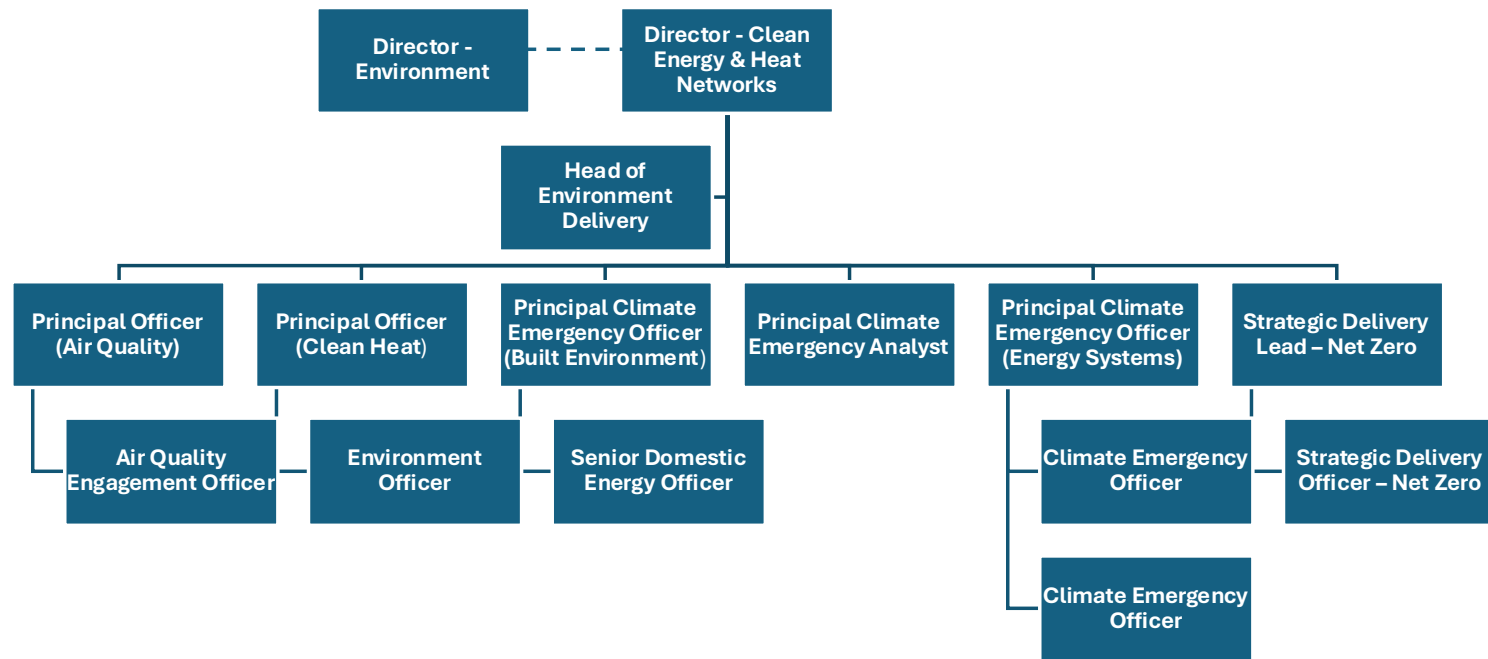 Director -
Environment
Director - Clean
Energy & Heat
Networks
Head of
Environment
Delivery
Principal Officer
(Air Quality)
Principal Officer
(Clean Heat)
Principal Climate
Emergency Officer
(Built Environment)
Principal Climate
Emergency Analyst
Principal Climate
Emergency Officer
(Energy Systems)
Strategic Delivery
Lead – Net Zero
Air Quality
Engagement Officer
Environment
Officer
Senior Domestic
Energy Officer
Climate Emergency
Officer
Strategic Delivery
Officer – Net Zero
Climate Emergency
Officer